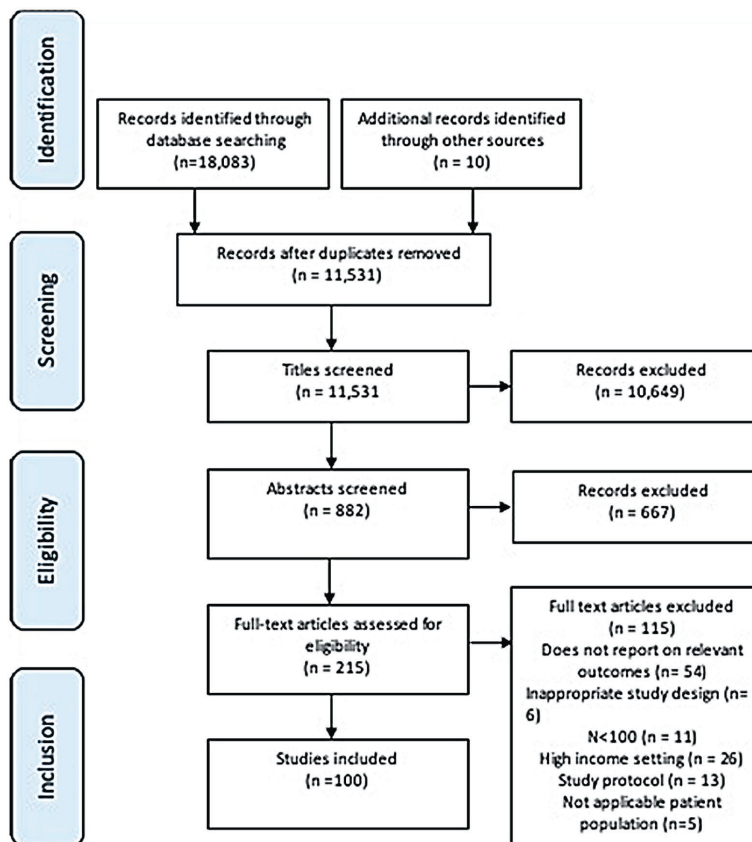 Identification
Records identified through
database searching
(n=18,083)
Additional records identified
through other sources
(n = 10)
Screening
Records after duplicates removed
(n = 11,531)
Titles screened
(n = 11,531
Records excluded
(n = 10,649)
Eligibility
Abstracts screened
(n = 882)
Records excluded
(n = 667)
Full-text articles assessed for
eligibility
(n = 215)
Full text articles excluded
(n = 115)
Does not report on relevant
outcomes (n= 54)
Inappropriate study design (n=
6)
N<100 (n = 11)
High income setting (n = 26)
Study protocol (n = 13)
Not applicable patient
population (n=5)
Inclusion
Studies included
(n =100)